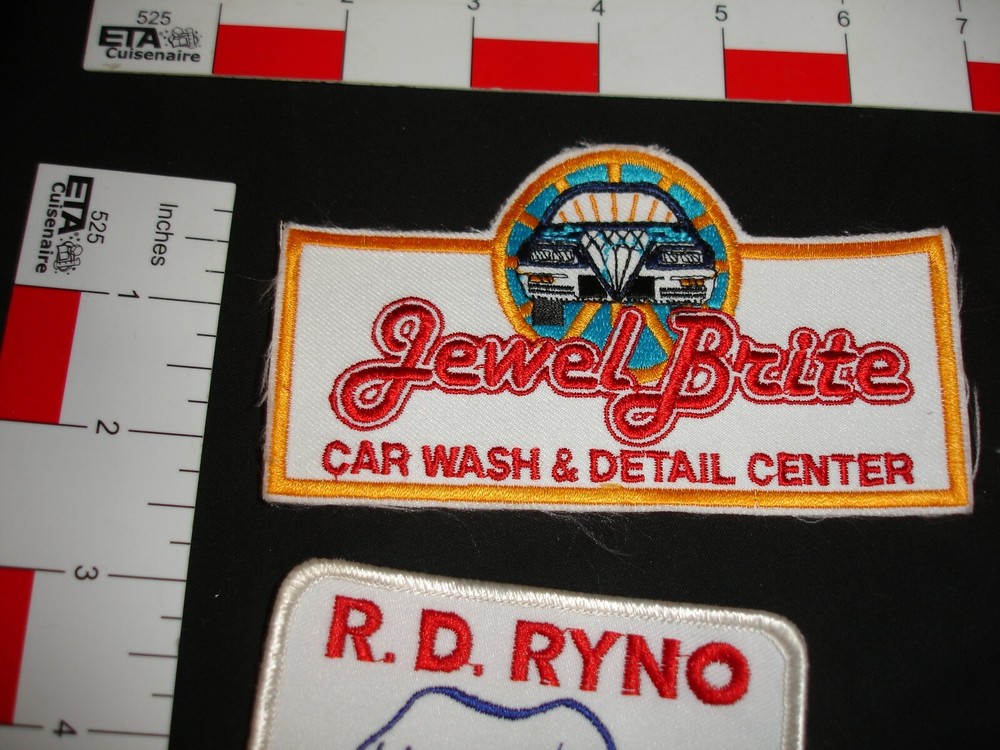 525
ETA
Cuisenaire
2
3
4
5
6
7
525
ETA
Cuisenaire
Inches
1
2
3
4
Jewel Brite
CAR WASH & DETAIL CENTER
R.D. RYNO